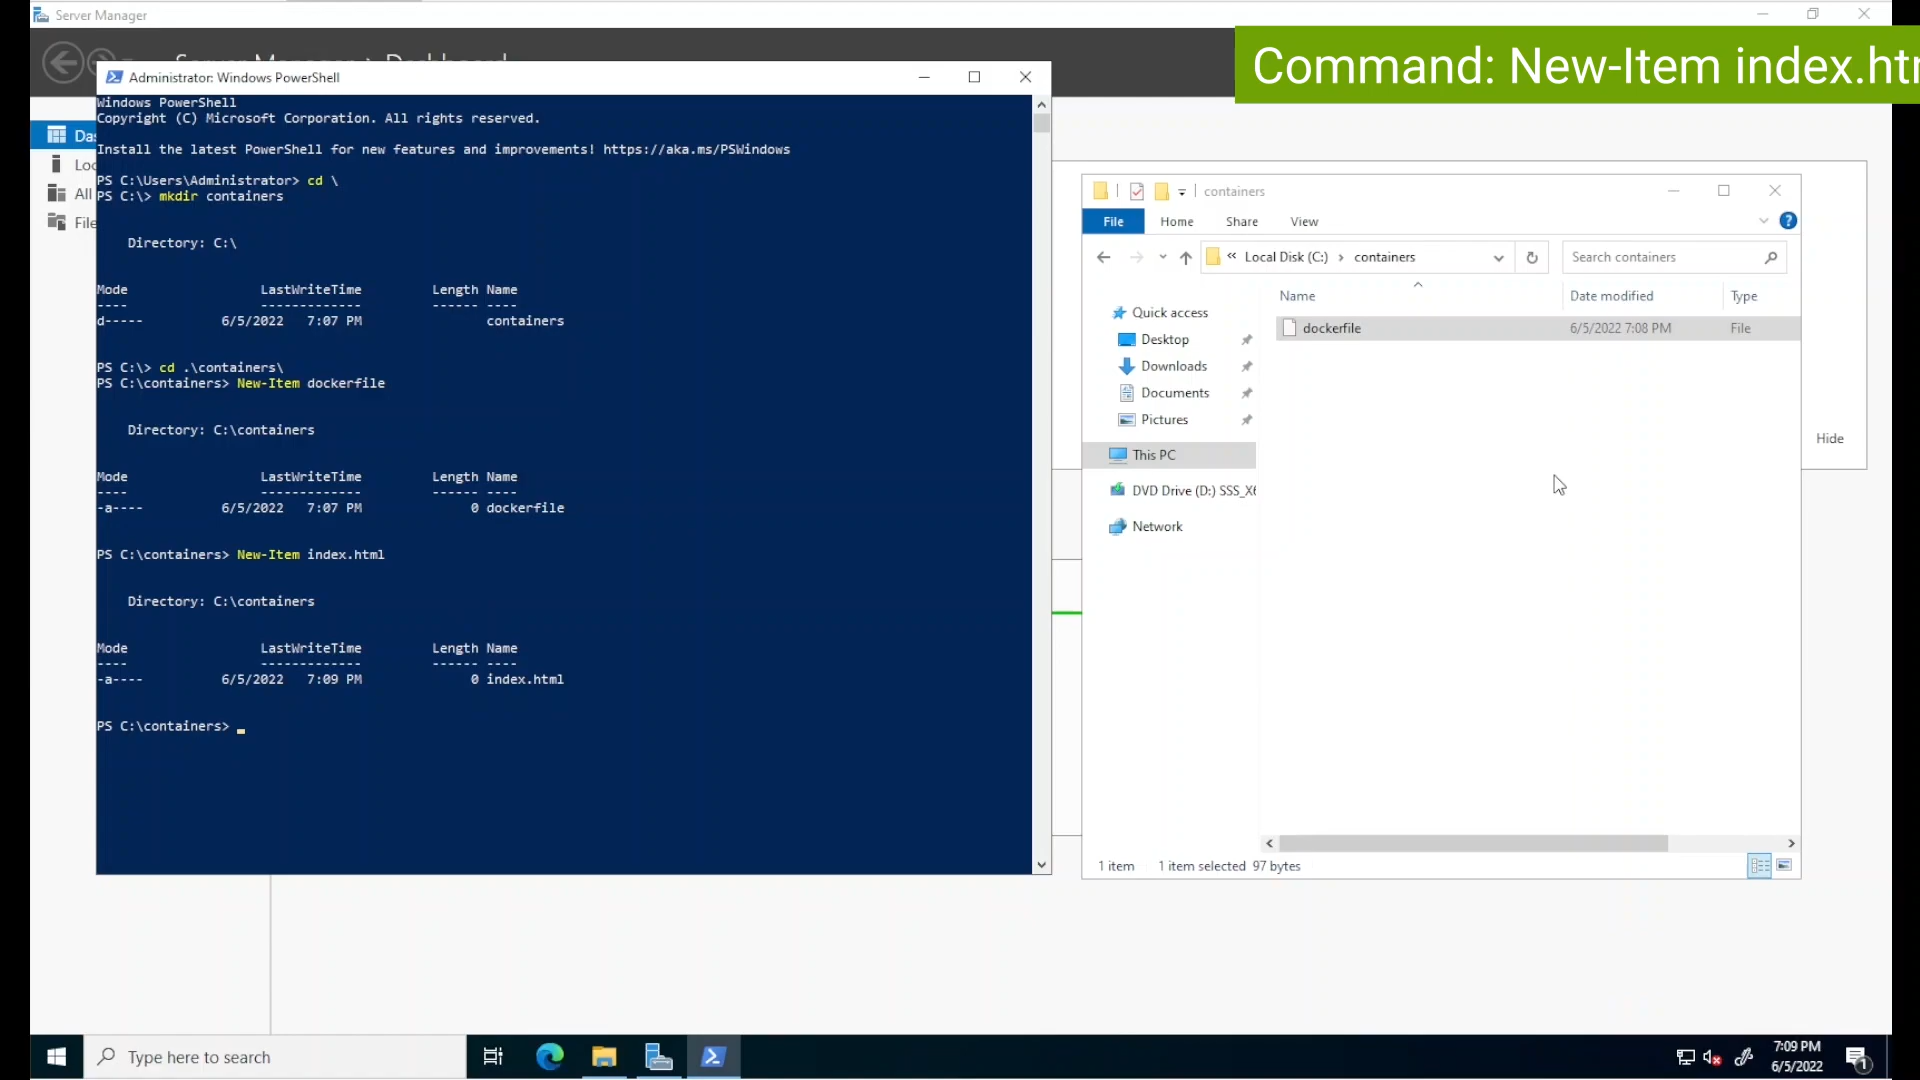 Server Manager
Command: New-Item index.ht
Administrator: Windows PowerShell
Windows PowerShell
Copyright (C) Microsoft Corporation. All rights reserved.
Install the latest PowerShell for new features and improvements! https://aka.ms/PSWindows
PS C:\Users\Administrator> cd \
PS C:\> mkdir containers
Directory: C:\
Mode LastWriteTime Length Name
---- ------------- ------ ----
d----- 6/5/2022 7:07 PM containers
PS C:\> cd .\containers\
PS C:\containers> New-Item dockerfile
Directory: C:\containers
Mode LastWriteTime Length Name
---- ------------- ------ ----
-a---- 6/5/2022 7:07 PM 0 dockerfile
PS C:\containers> New-Item index.html
Directory: C:\containers
Mode LastWriteTime Length Name
---- ------------- ------ ----
-a---- 6/5/2022 7:09 PM 0 index.html
PS C:\containers>
Das
Loc
All
File
containers
File Home Share View
« Local Disk (C:) › containers
Search containers
Name Date modified Type
dockerfile 6/5/2022 7:08 PM File
Quick access
Desktop
Downloads
Documents
Pictures
This PC
DVD Drive (D:) SSS_X6
Network
1 item 1 item selected 97 bytes
Hide
Type here to search
7:09 PM
6/5/2022
1